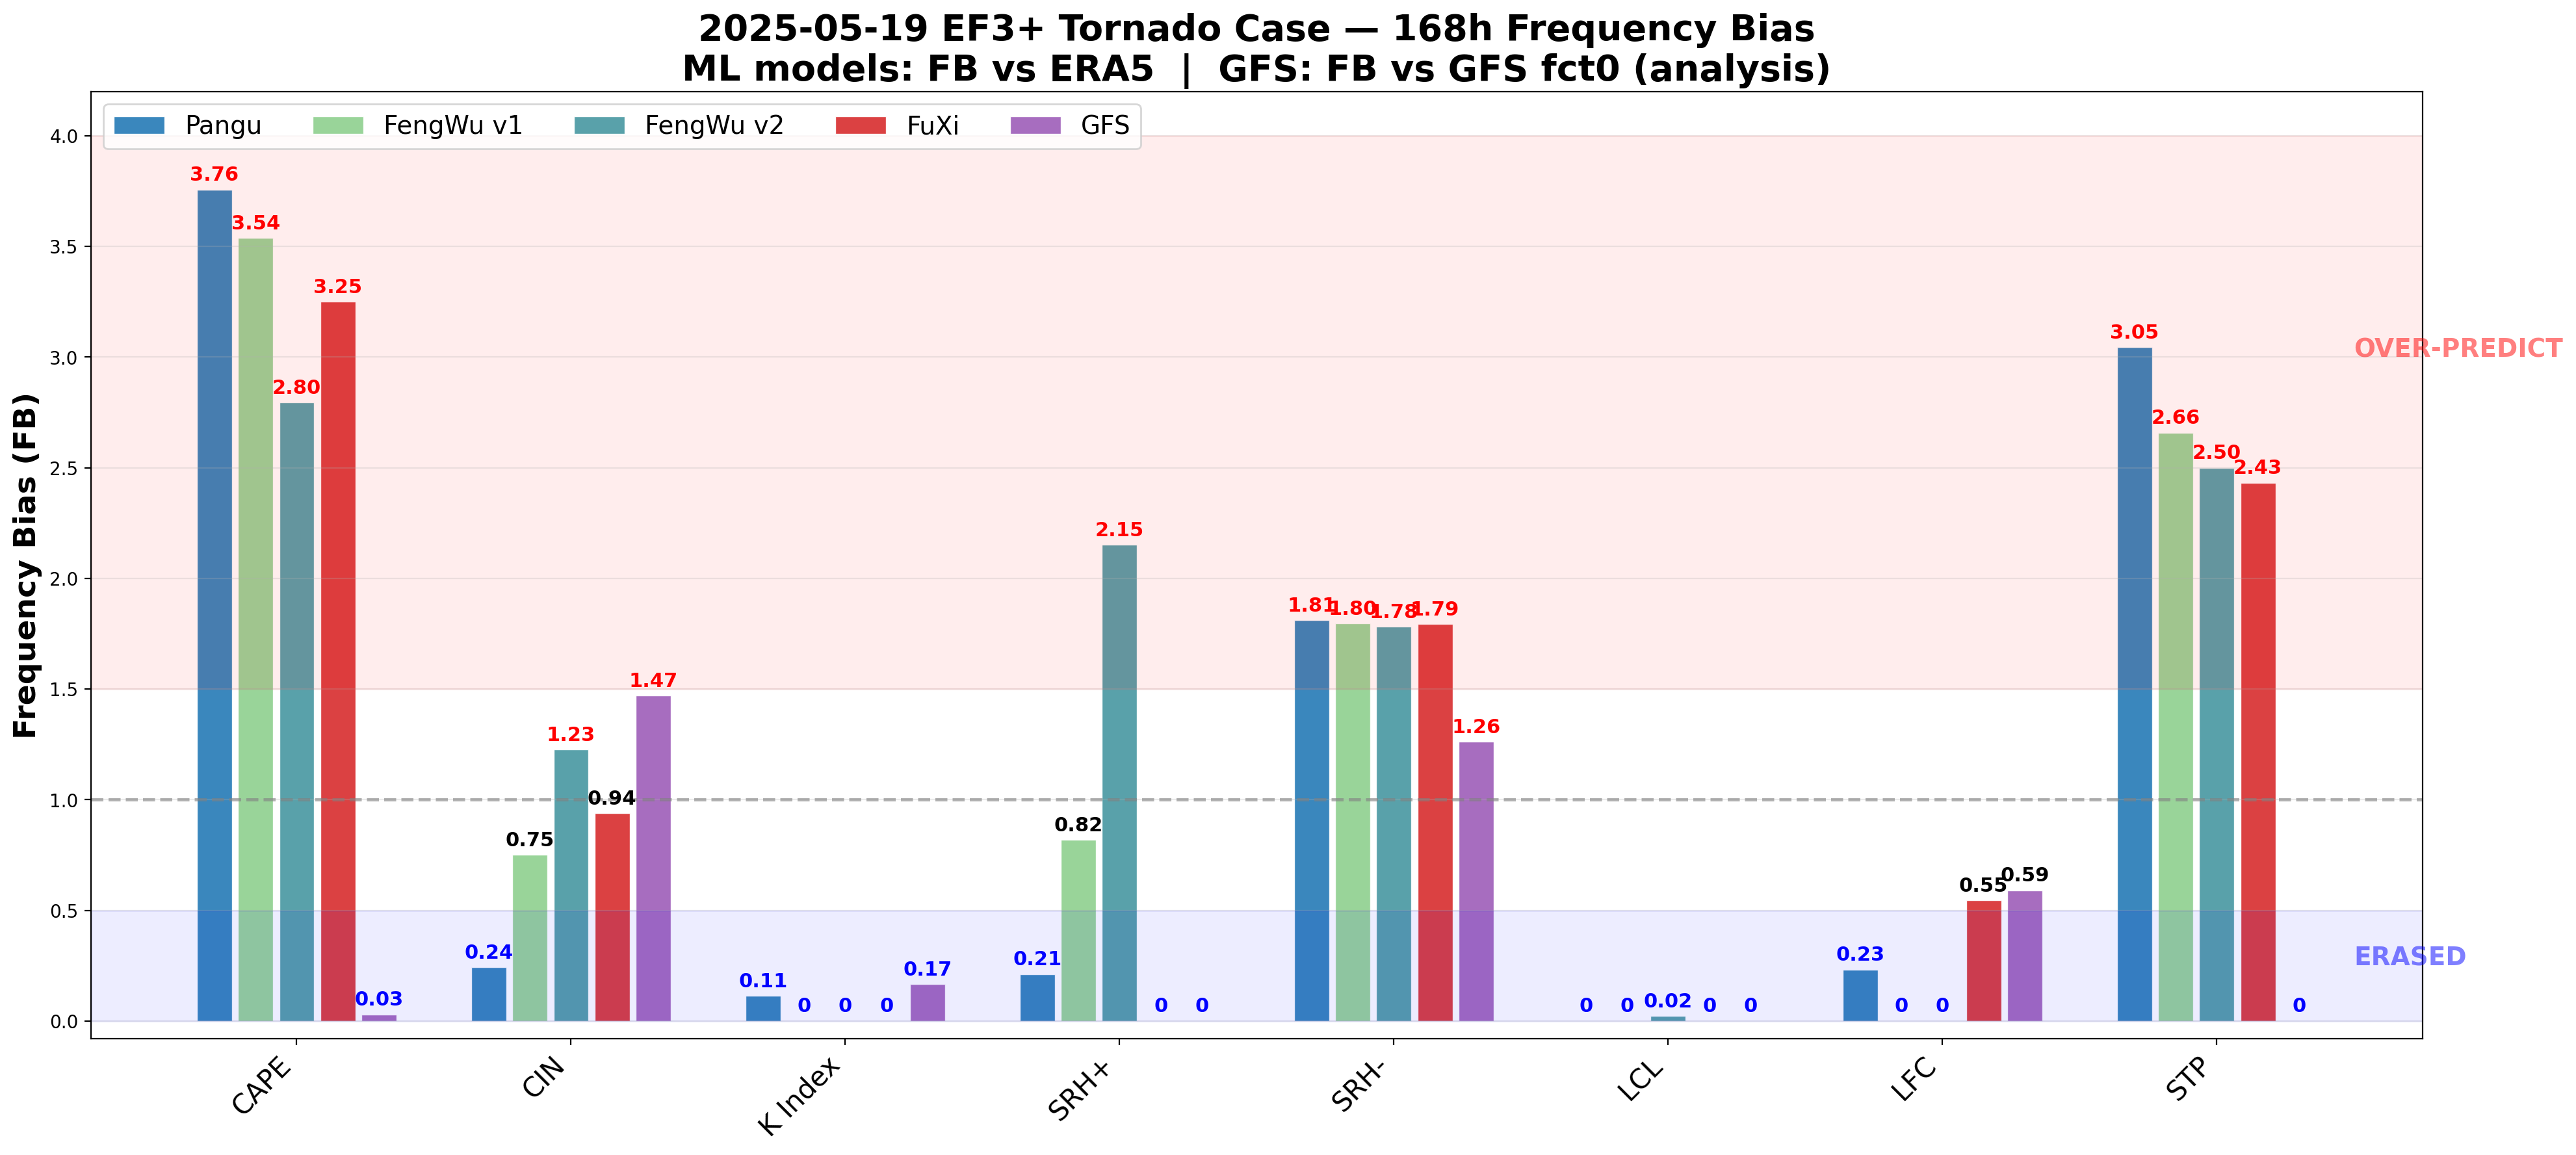 2025-05-19 EF3+ Tornado Case — 168h Frequency Bias
ML models: FB vs ERA5 | GFS: FB vs GFS fct0 (analysis)
Pangu FengWu v1 FengWu v2 FuXi GFS
Frequency Bias (FB)
4.0
3.5
3.0
2.5
2.0
1.5
1.0
0.5
0.0
3.76 3.54 2.80 3.25 0.03
0.24 0.75 1.23 0.94 1.47
0.11 0 0 0 0.17
0.21 0.82 2.15 0 0
1.81 1.80 1.78 1.79 1.26
0 0 0.02 0 0
0.23 0 0 0.55 0.59
3.05 2.66 2.50 2.43 0
OVER-PREDICT
ERASED
CAPE CIN K Index SRH+ SRH- LCL LFC STP